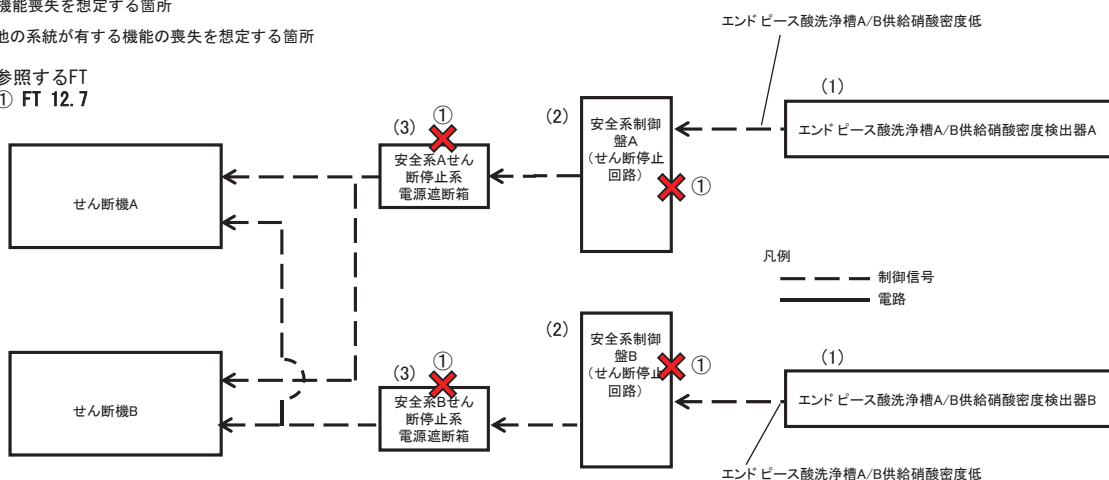 機能喪失を想定する箇所
他の系統が有する機能の喪失を想定する箇所
参照するFT
① FT 12.7
エンドピース酸洗浄槽A/B供給硝酸密度低
(1)
エンドピース酸洗浄槽A/B供給硝酸密度検出器A
(2)
安全系制御
盤A
(せん断停止
回路)
①
(3)
①
安全系Aせん
断停止系
電源遮断箱
せん断機A
凡例
制御信号
電路
(2)
安全系制御
盤B
(せん断停止
回路)
①
(1)
エンドピース酸洗浄槽A/B供給硝酸密度検出器B
(3)
①
安全系Bせん
断停止系
電源遮断箱
せん断機B
エンドピース酸洗浄槽A/B供給硝酸密度低